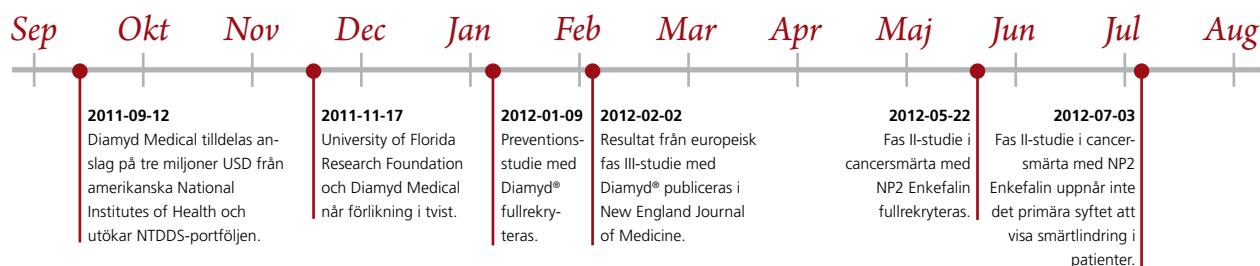 Sep Okt Nov Dec Jan Feb Mar Apr Maj Jun Jul Aug
2011-09-12
Diamyd Medical tilldelas an-
slag på tre miljoner USD från
amerikanska National
Institutes of Health och
utökar NTDDS-portföljen.
2011-11-17
University of Florida
Research Foundation
och Diamyd Medical
når förlikning i tvist.
2012-01-09
Preventions-
studie med
Diamyd®
fullrekry-
teras.
2012-02-02
Resultat från europeisk
fas III-studie med
Diamyd® publiceras i
New England Journal
of Medicine.
2012-05-22
Fas II-studie i
cancersmärta med
NP2 Enkefalin
fullrekryteras.
2012-07-03
Fas II-studie i cancer-
smärta med NP2
Enkefalin uppnår inte
det primära syftet att
visa smärtlindring i
patienter.